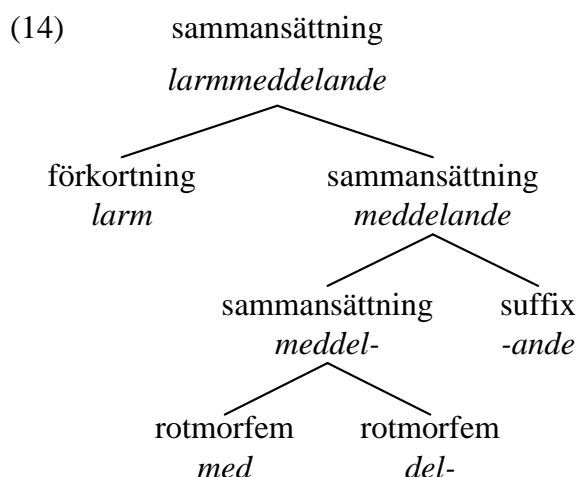 (14) sammansättning
larmmeddelande
förkortning sammansättning
larm meddelande
sammansättning suffix
meddel- -ande
rotmorfem rotmorfem
med del-